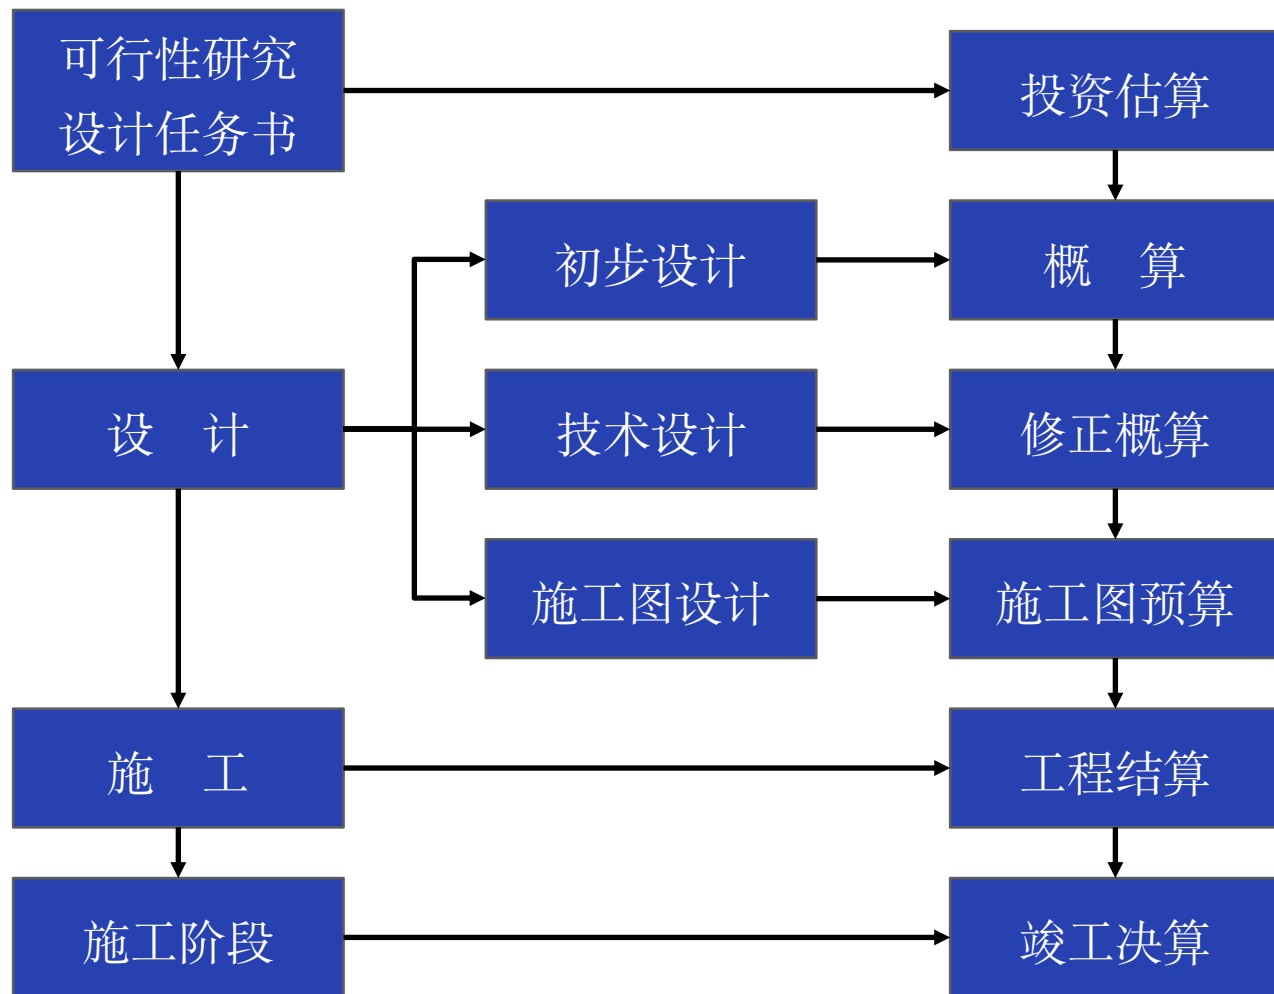 可行性研究
设计任务书
投资估算
初步设计
概 算
设 计
技术设计
修正概算
施工图设计
施工图预算
施 工
工程结算
施工阶段
竣工决算